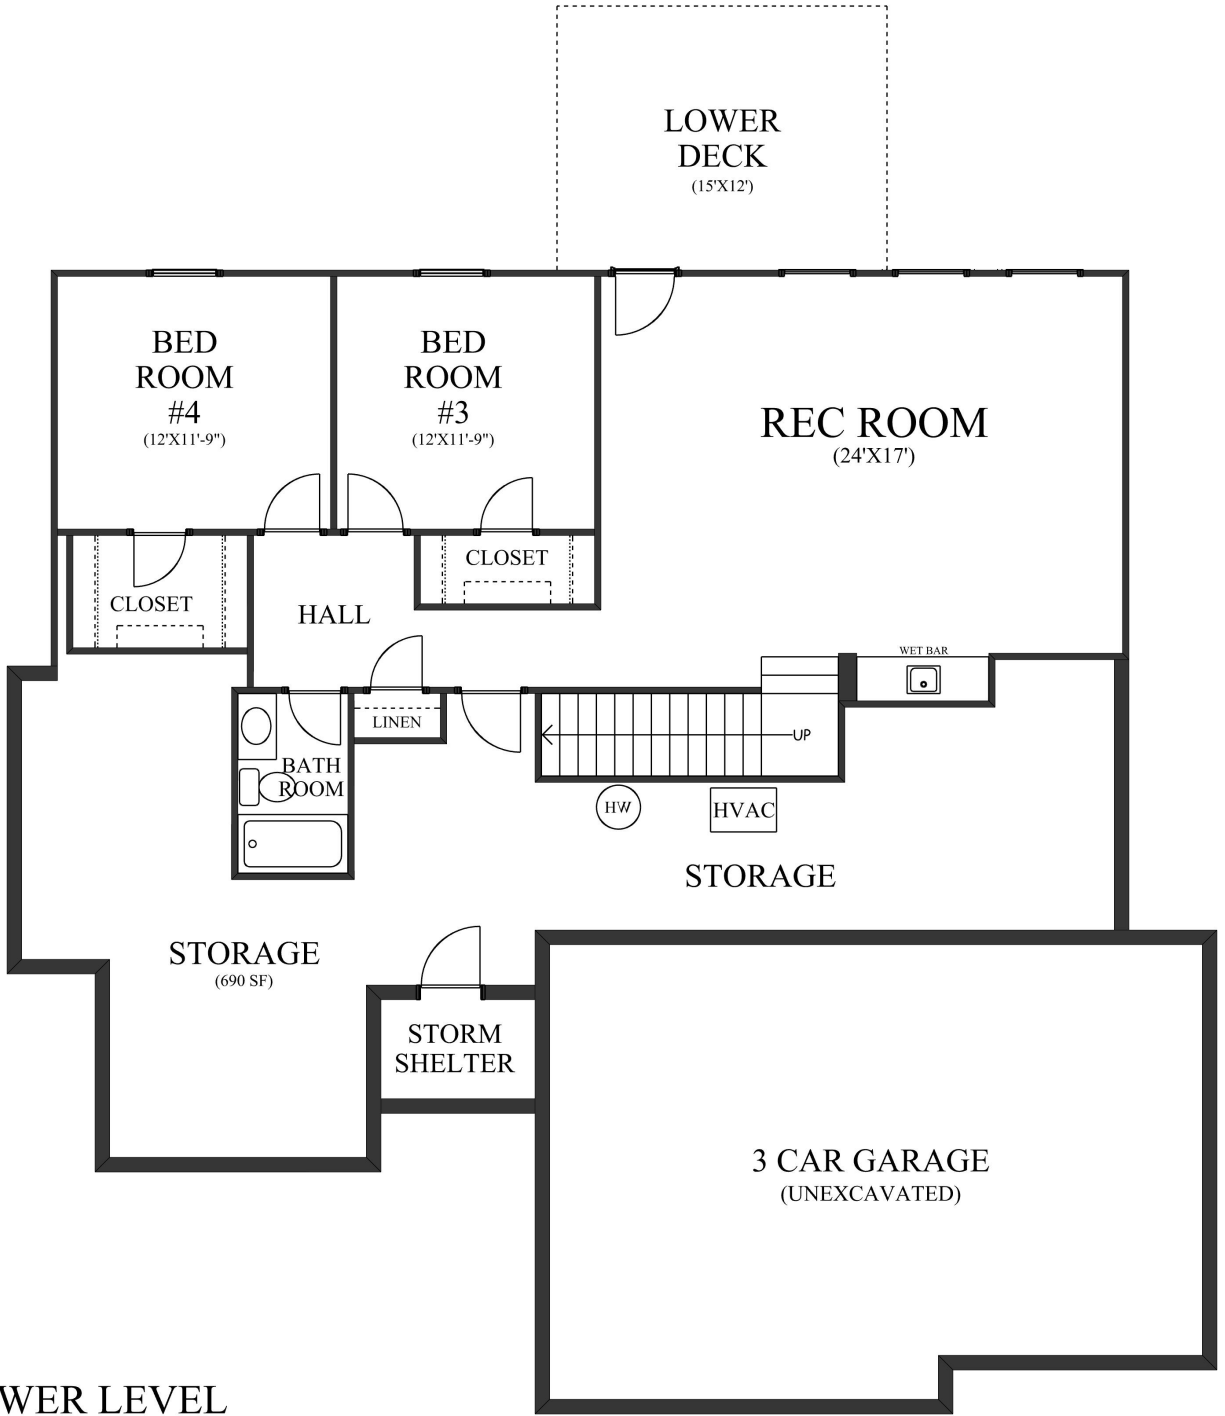 LOWER
DECK
(15'X12')
BED
ROOM
#4
(12'X11'-9")
BED
ROOM
#3
(12'X11'-9")
REC ROOM
(24'X17')
CLOSET
CLOSET
HALL
WET BAR
LINEN
UP
BATH
ROOM
HW
HVAC
STORAGE
STORAGE
(690 SF)
STORM
SHELTER
3 CAR GARAGE
(UNEXCAVATED)
WER LEVEL